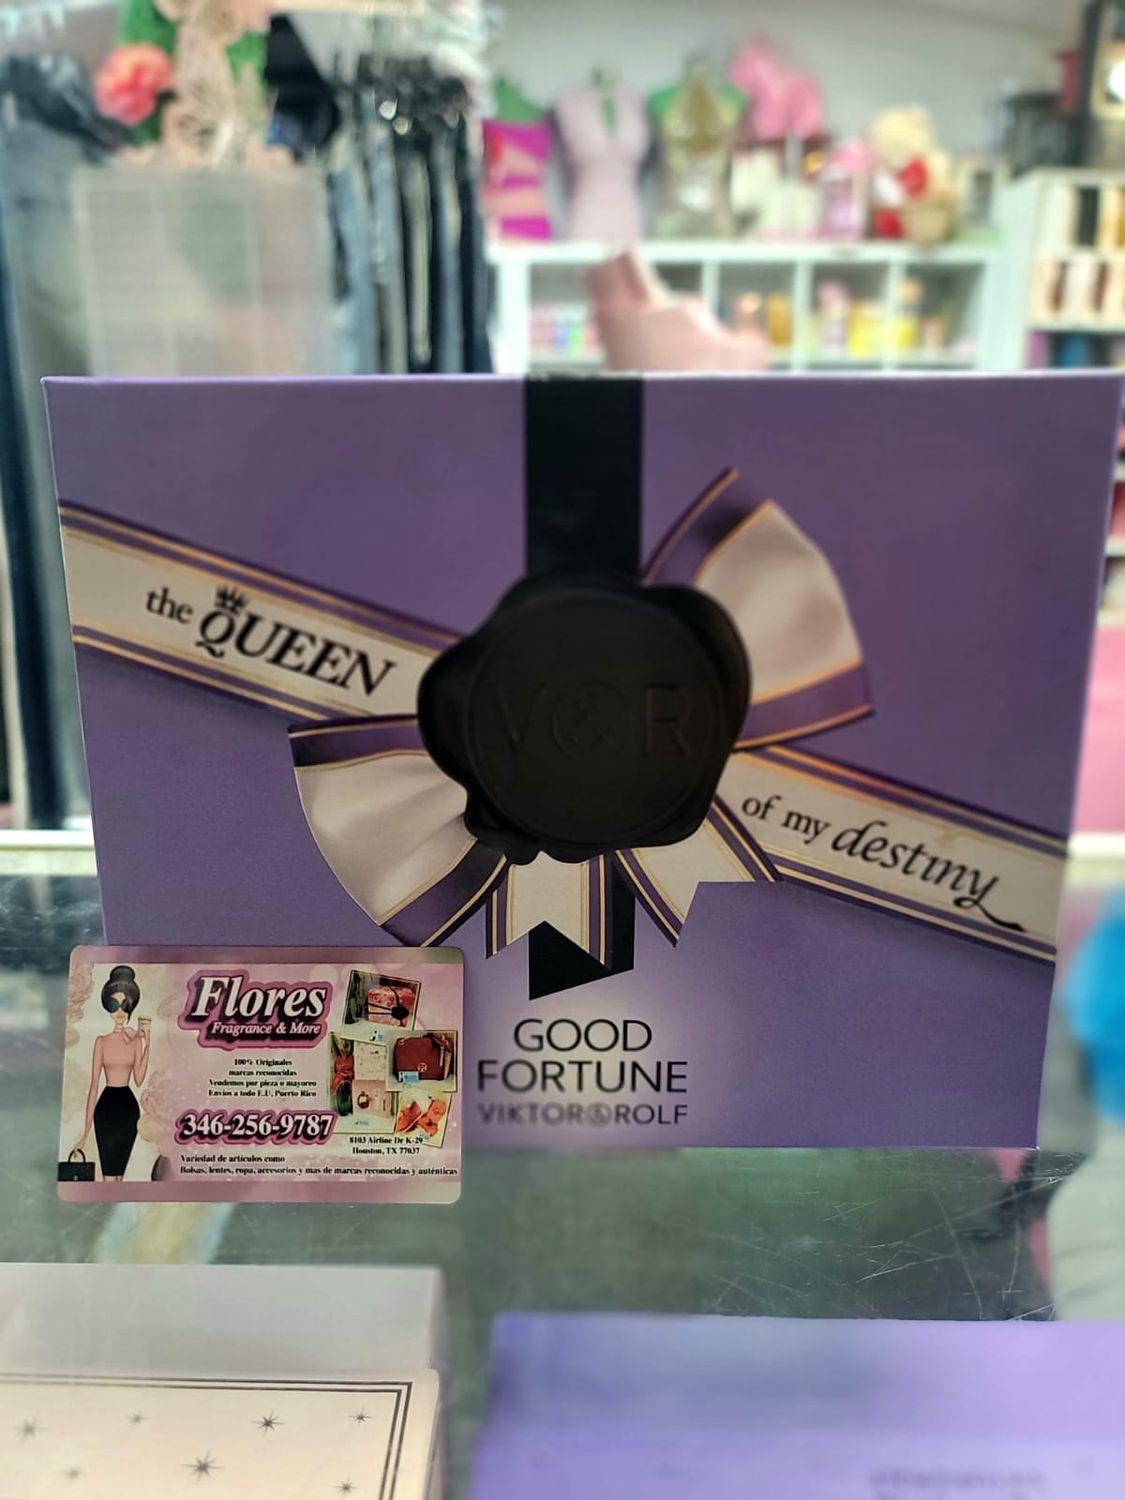 the QUEEN
V&R
of my destiny
GOOD
FORTUNE
VIKTOR&ROLF
Flores
Fragrance & More
100% Originales
marcas reconocidas
Vendemos por pieza o mayoreo
Envios a todo E.U, Puerto Rico
346-256-9787
8103 Airline Dr K-29
Houston, TX 77037
Variedad de artículos como
Bolsas, lentes, ropa, accesorios y mas de marcas reconocidas y auténticas